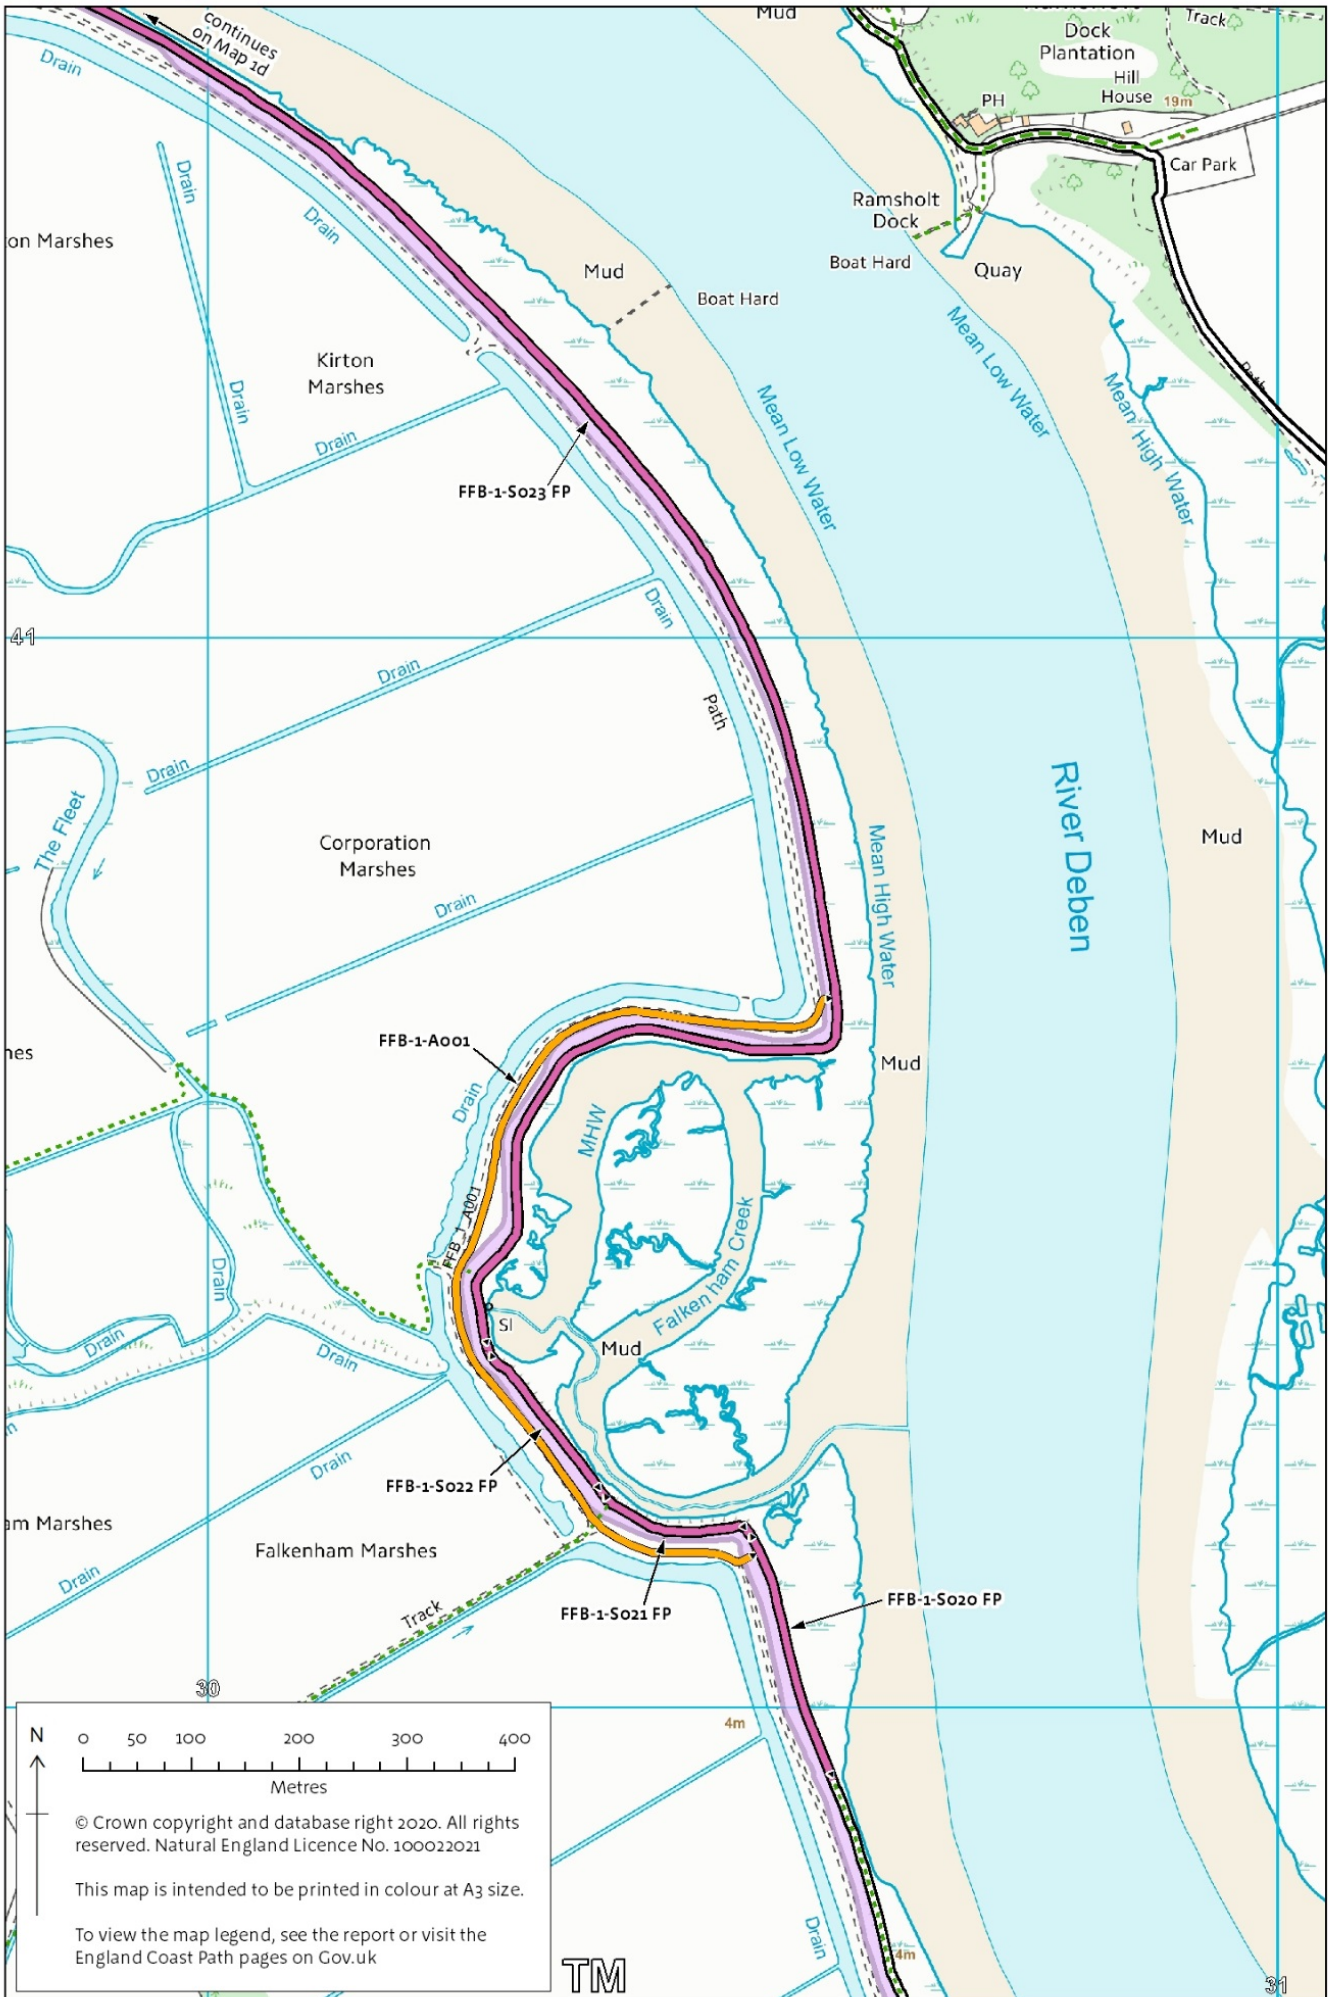 continues
on Map 1d
Mud
Track
Dock
Plantation
Hill
House
19m
PH
Car Park
Drain
Drain
Drain
on Marshes
Ramsholt
Dock
Boat Hard
Quay
Mud
Boat Hard
Mean Low Water
Mean Low Water
Mean High Water
Kirton
Marshes
Drain
Drain
FFB-1-S023 FP
Drain
41
Drain
Path
Drain
The Fleet
Corporation
Marshes
River Deben
Mud
Mean High Water
Drain
FFB-1-A001
nes
Mud
Drain
MHW
FFB_1_A001
Falkenham Creek
Drain
Drain
Drain
Sl
Mud
Drain
FFB-1-S022 FP
am Marshes
Falkenham Marshes
Drain
Track
FFB-1-S021 FP
FFB-1-S020 FP
30
4m
N
0 50 100 200 300 400
Metres
© Crown copyright and database right 2020. All rights
reserved. Natural England Licence No. 100022021
This map is intended to be printed in colour at A3 size.
To view the map legend, see the report or visit the
England Coast Path pages on Gov.uk
Drain
4m
TM
31